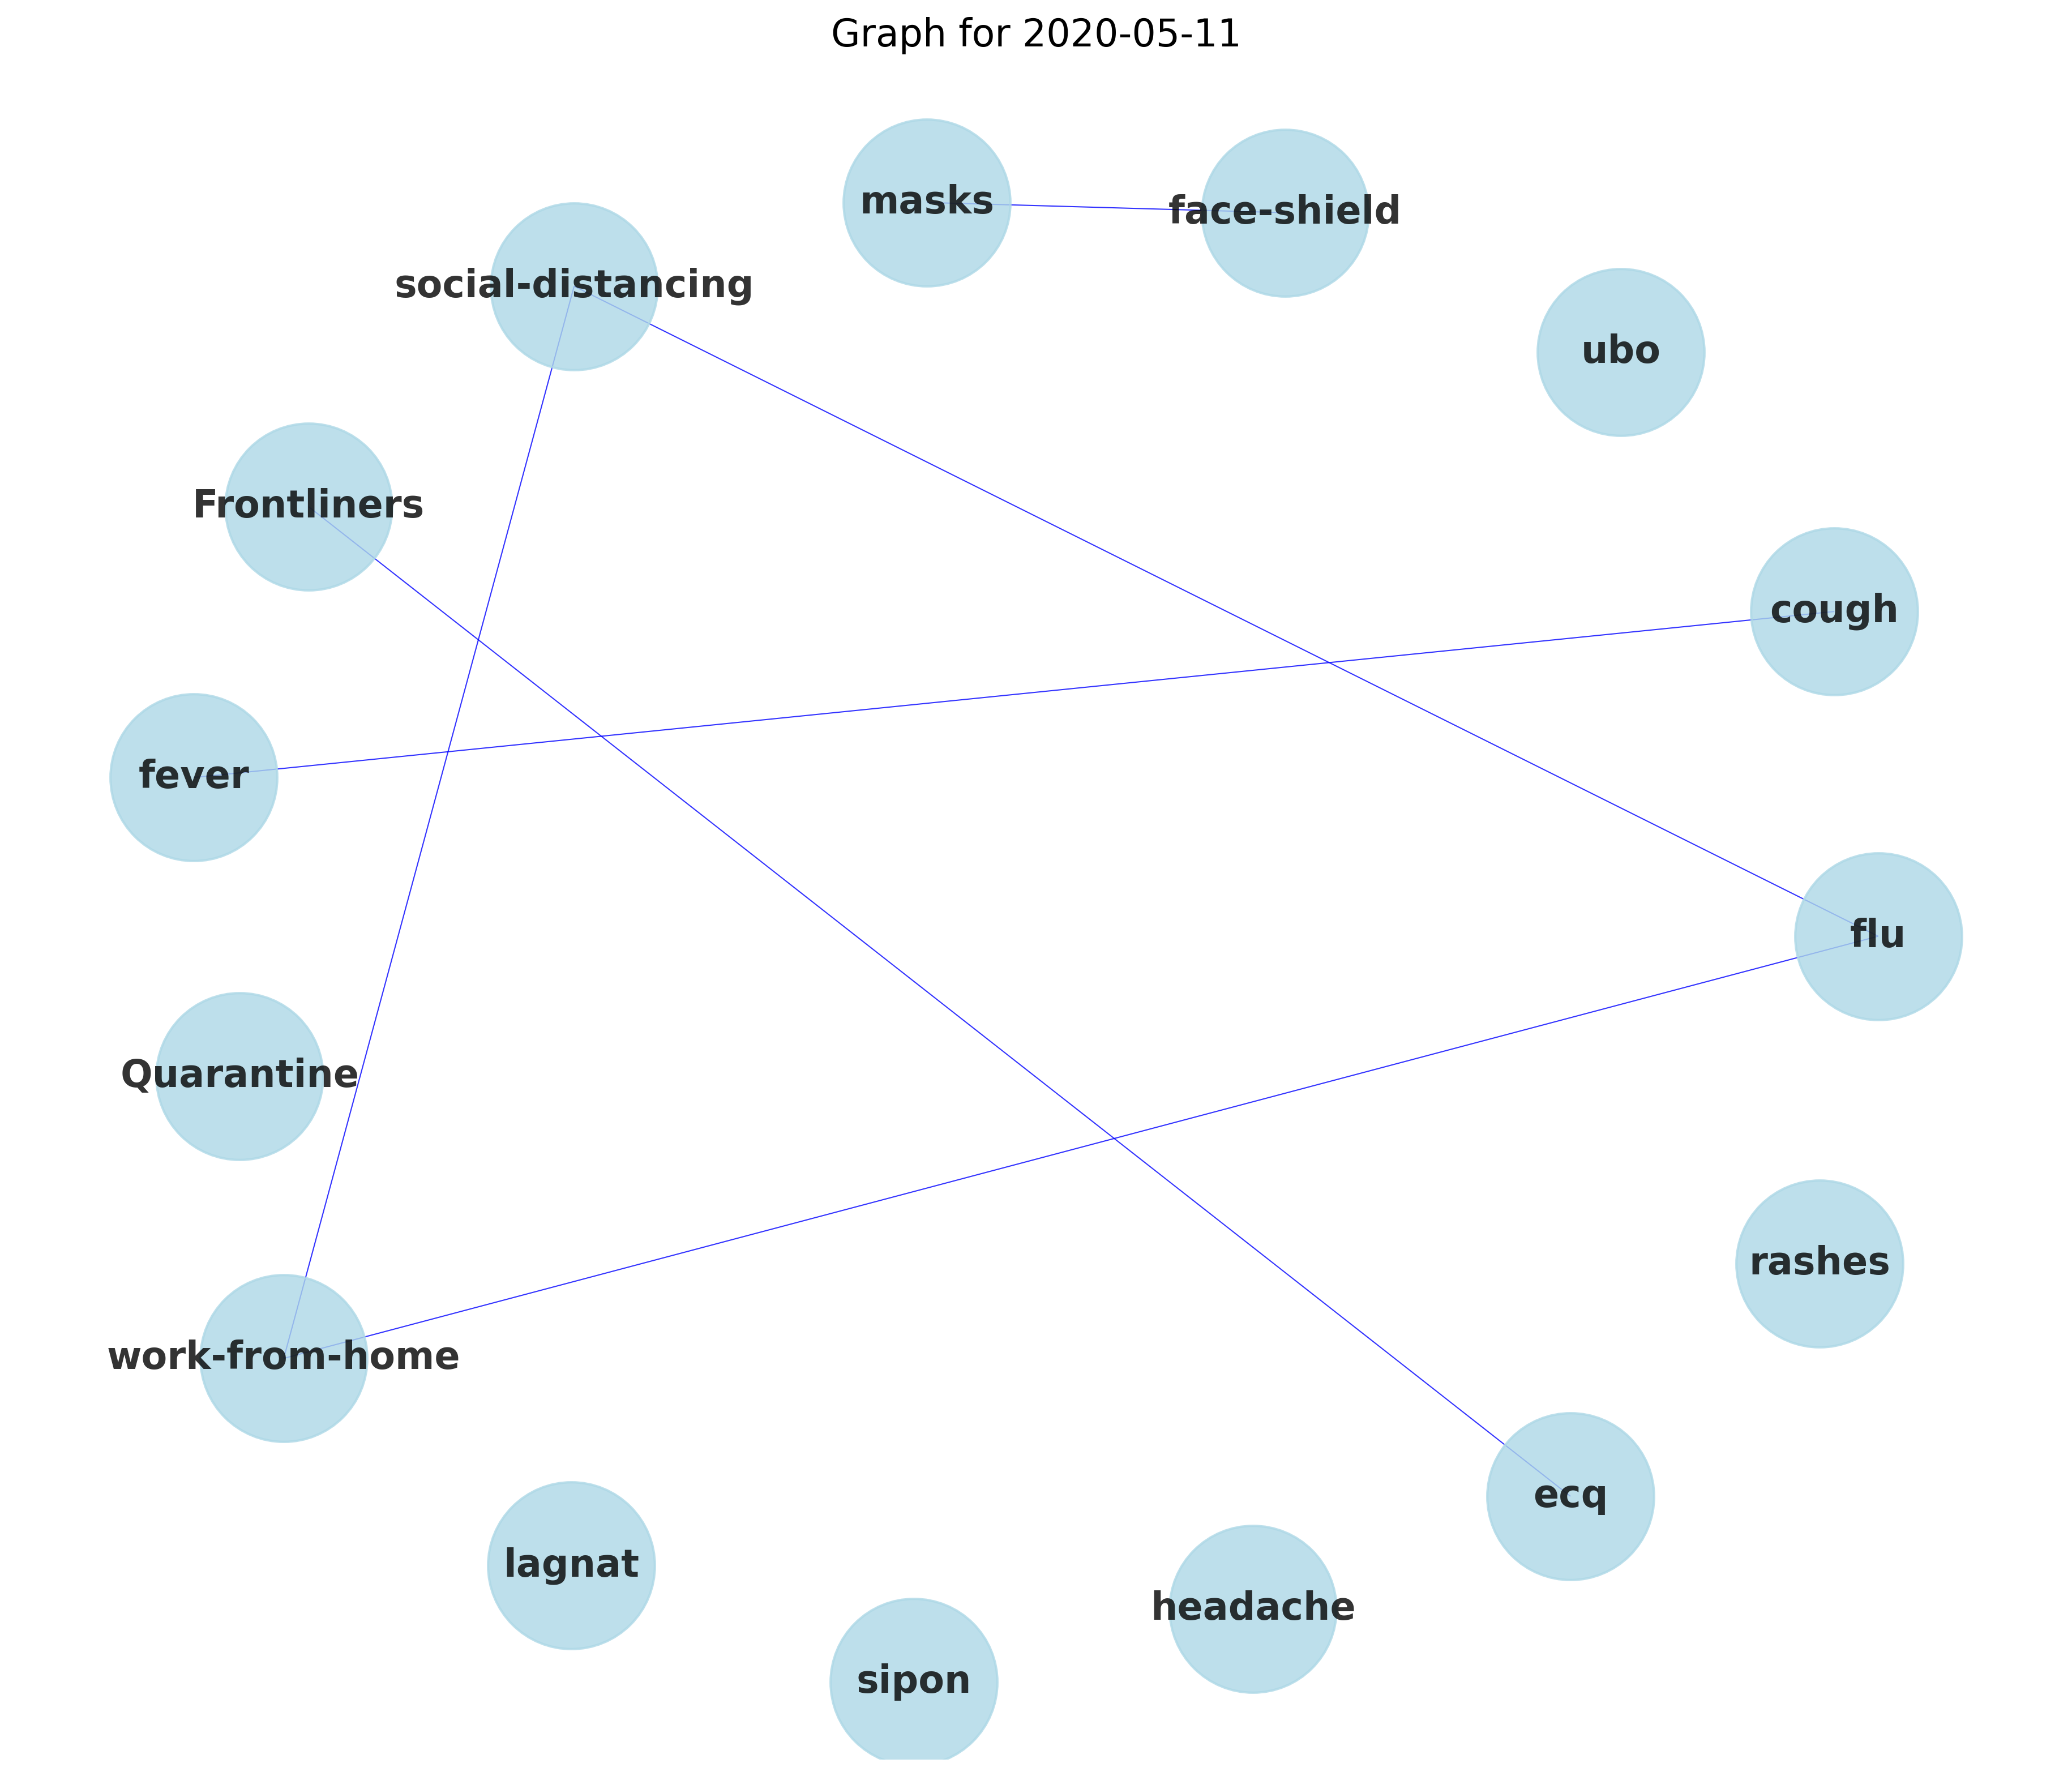 Graph for 2020-05-11
masks
face-shield
social-distancing
ubo
Frontliners
cough
fever
flu
Quarantine
rashes
work-from-home
ecq
lagnat
headache
sipon